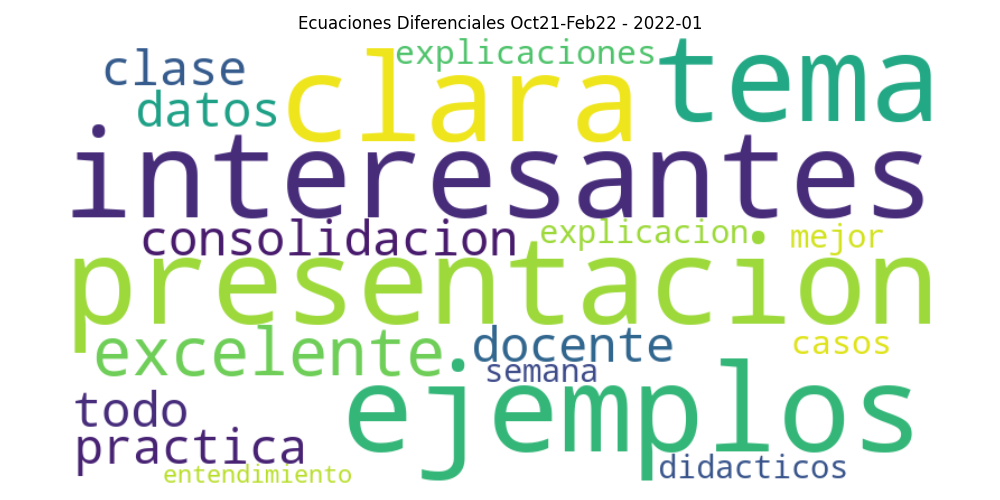 Ecuaciones Diferenciales Oct21-Feb22 - 2022-01
explicaciones
clase
clara
tema
datos
interesantes
consolidacion
explicacion
mejor
presentacion
excelente
docente
casos
semana
ejemplos
todo
practica
didacticos
entendimiento